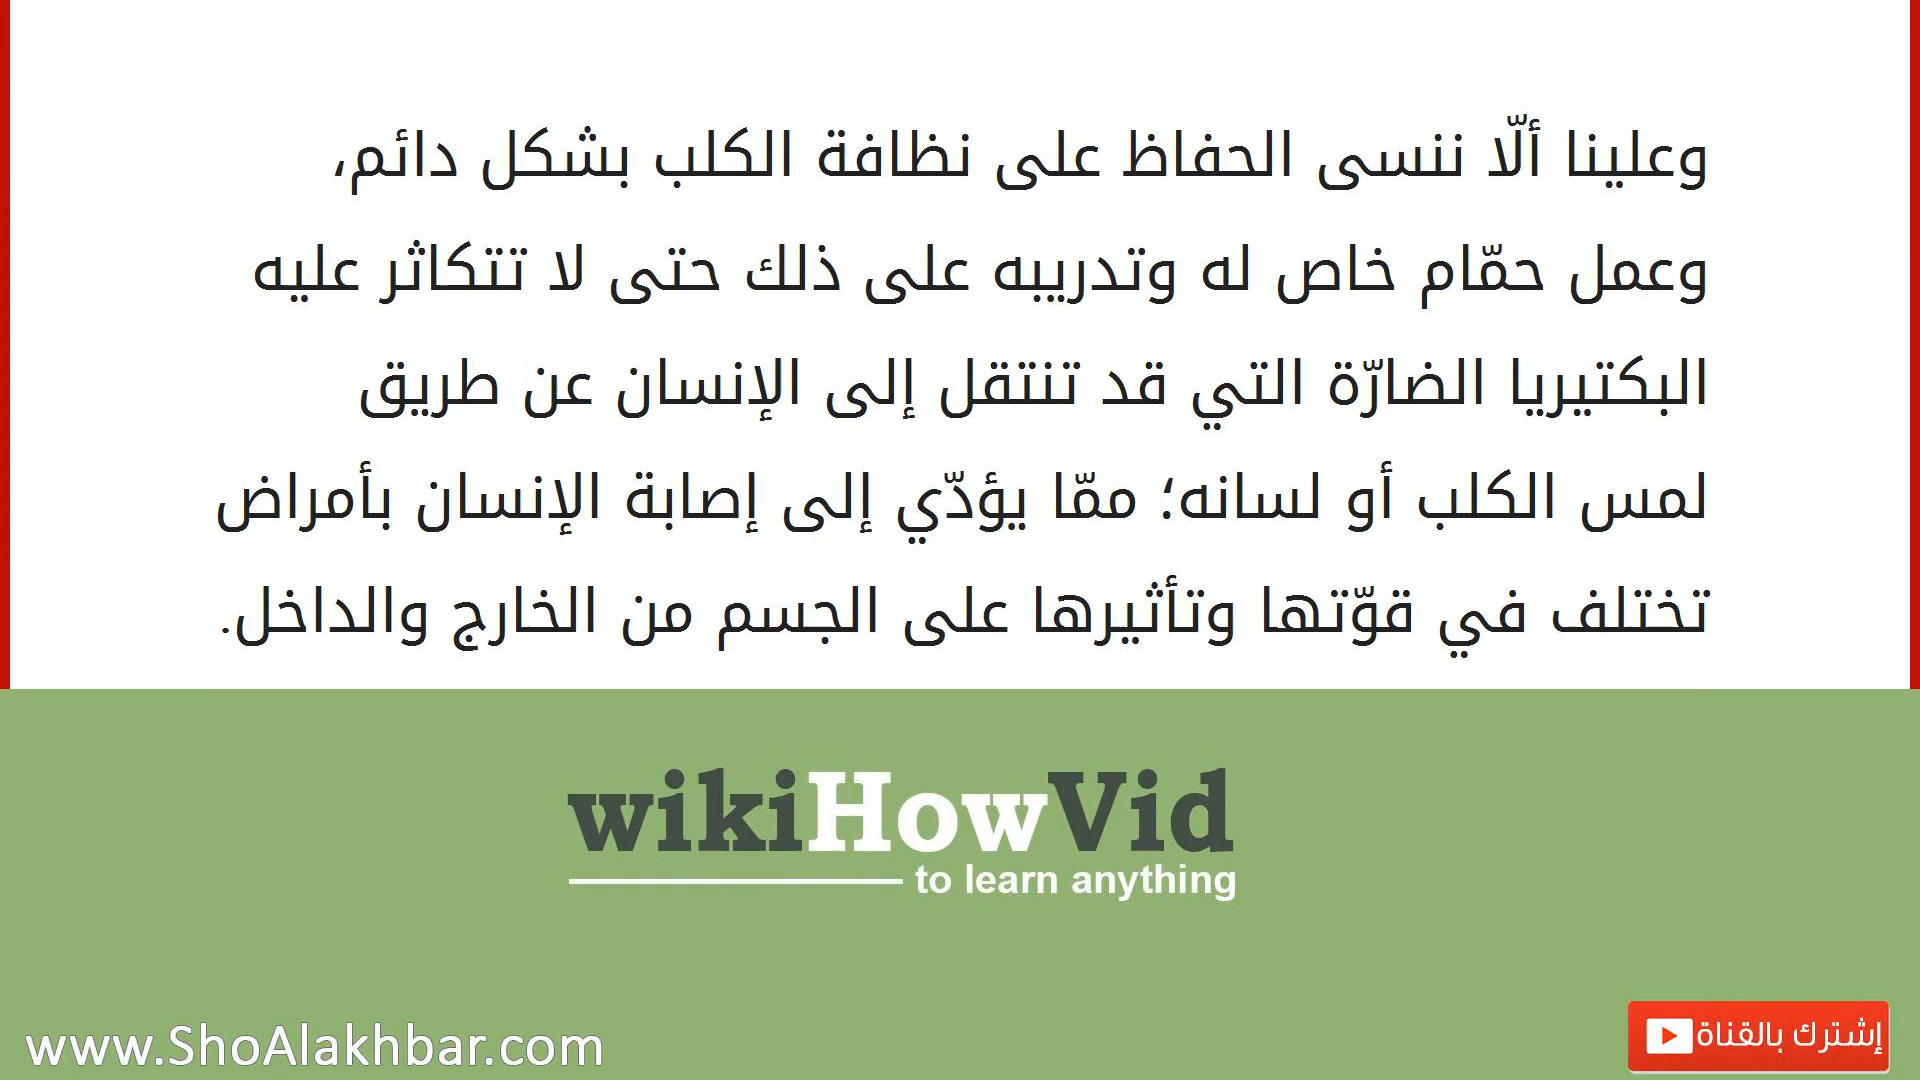 وعلينا ألّا ننسى الحفاظ على نظافة الكلب بشكل دائم،
وعمل حمّام خاص له وتدريبه على ذلك حتى لا تتكاثر عليه
البكتيريا الضارّة التي قد تنتقل إلى الإنسان عن طريق
لمس الكلب أو لسانه؛ ممّا يؤدّي إلى إصابة الإنسان بأمراض
تختلف في قوّتها وتأثيرها على الجسم من الخارج والداخل.
wikiHowVid
to learn anything
www.ShoAlakhbar.com
إشترك بالقناة